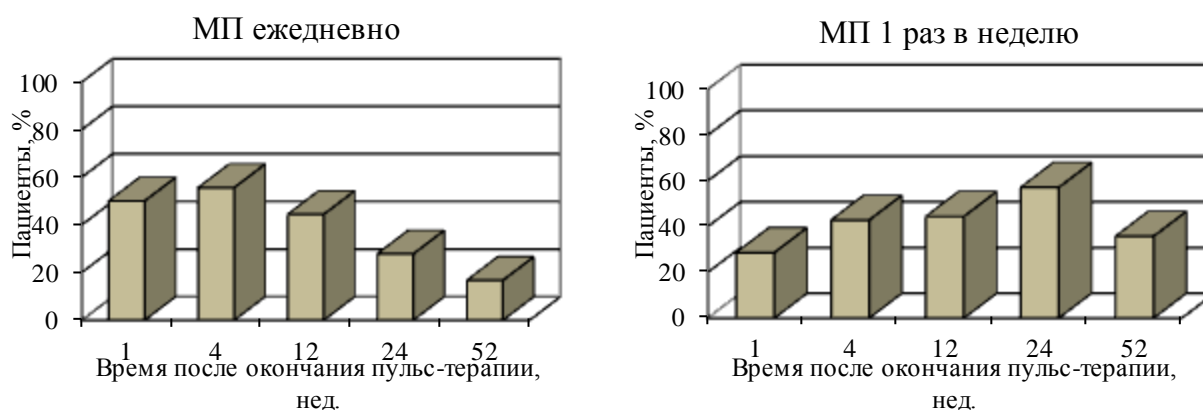 МП ежедневно
100
80
60
40
20
0
Пациенты, %
1 4 12 24 52
Время после окончания пульс-терапии,
нед.
МП 1 раз в неделю
100
80
60
40
20
0
Пациенты, %
1 4 12 24 52
Время после окончания пульс-терапии,
нед.